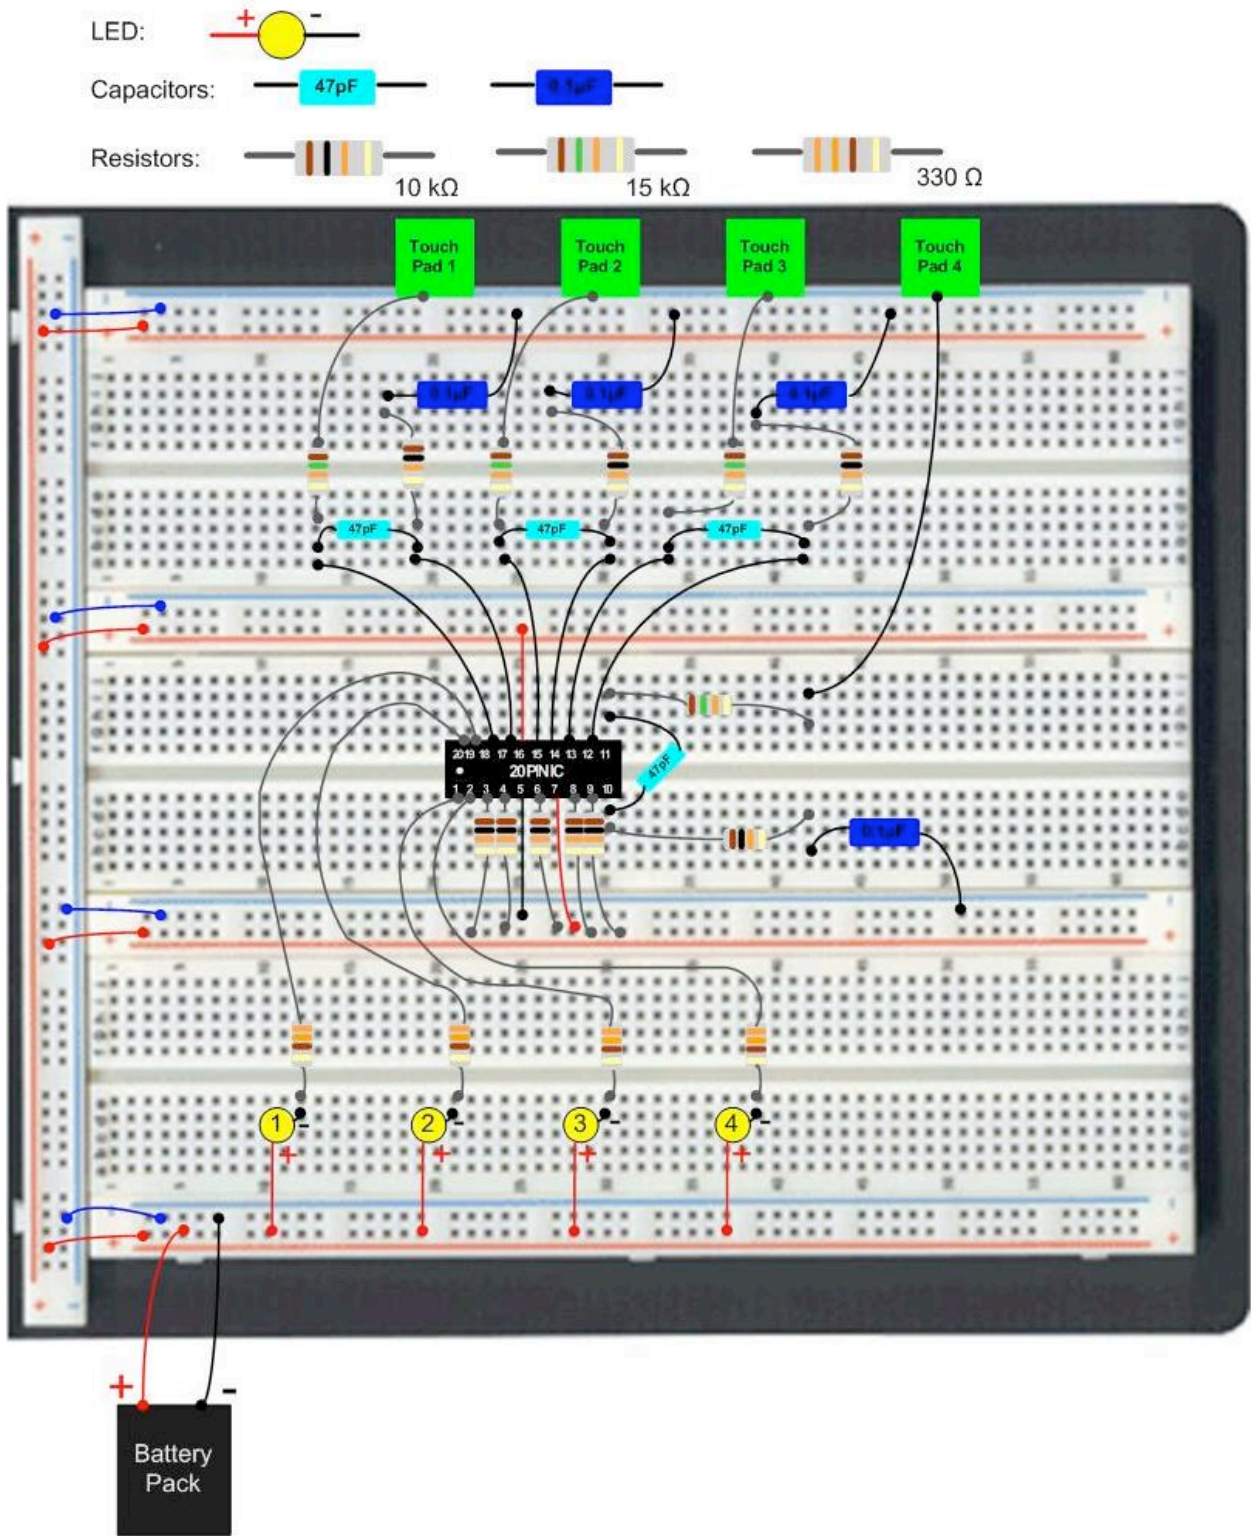 LED:
+ -
Capacitors:
47pF
0.1µF
Resistors:
10 kΩ
15 kΩ
330 Ω
Touch
Pad 1
Touch
Pad 2
Touch
Pad 3
Touch
Pad 4
0.1µF
0.1µF
0.1µF
47pF
47pF
47pF
20 19 18 17 16 15 14 13 12 11
20PIN IC
1 2 3 4 5 6 7 8 9 10
47pF
0.1µF
1 -
+
2 -
+
3 -
+
4 -
+
+ -
Battery
Pack